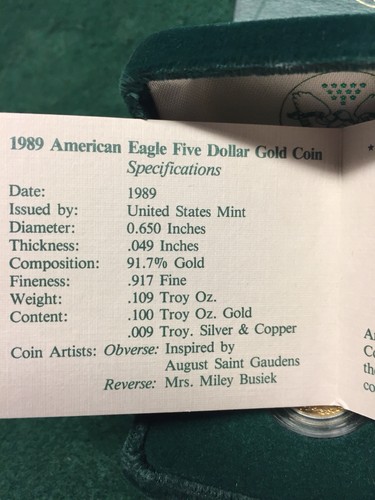 1989 American Eagle Five Dollar Gold Coin
Specifications
Date: 1989
Issued by: United States Mint
Diameter: 0.650 Inches
Thickness: .049 Inches
Composition: 91.7% Gold
Fineness: .917 Fine
Weight: .109 Troy Oz.
Content: .100 Troy Oz. Gold
.009 Troy. Silver & Copper
Coin Artists: Obverse: Inspired by
August Saint Gaudens
Reverse: Mrs. Miley Busiek